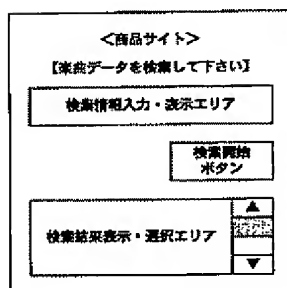 <商品サイト>
【楽曲データを検索して下さい】
検索情報入力・表示エリア
検索開始
ボタン
検索結果表示・選択エリア
▲
▼